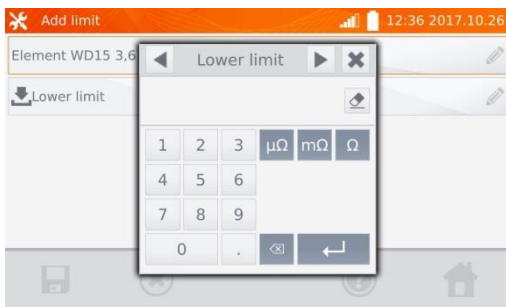 Add limit 12:36 2017.10.26
Element WD15 3,6
Lower limit
Lower limit
1 2 3 μΩ mΩ Ω
4 5 6
7 8 9
0 .